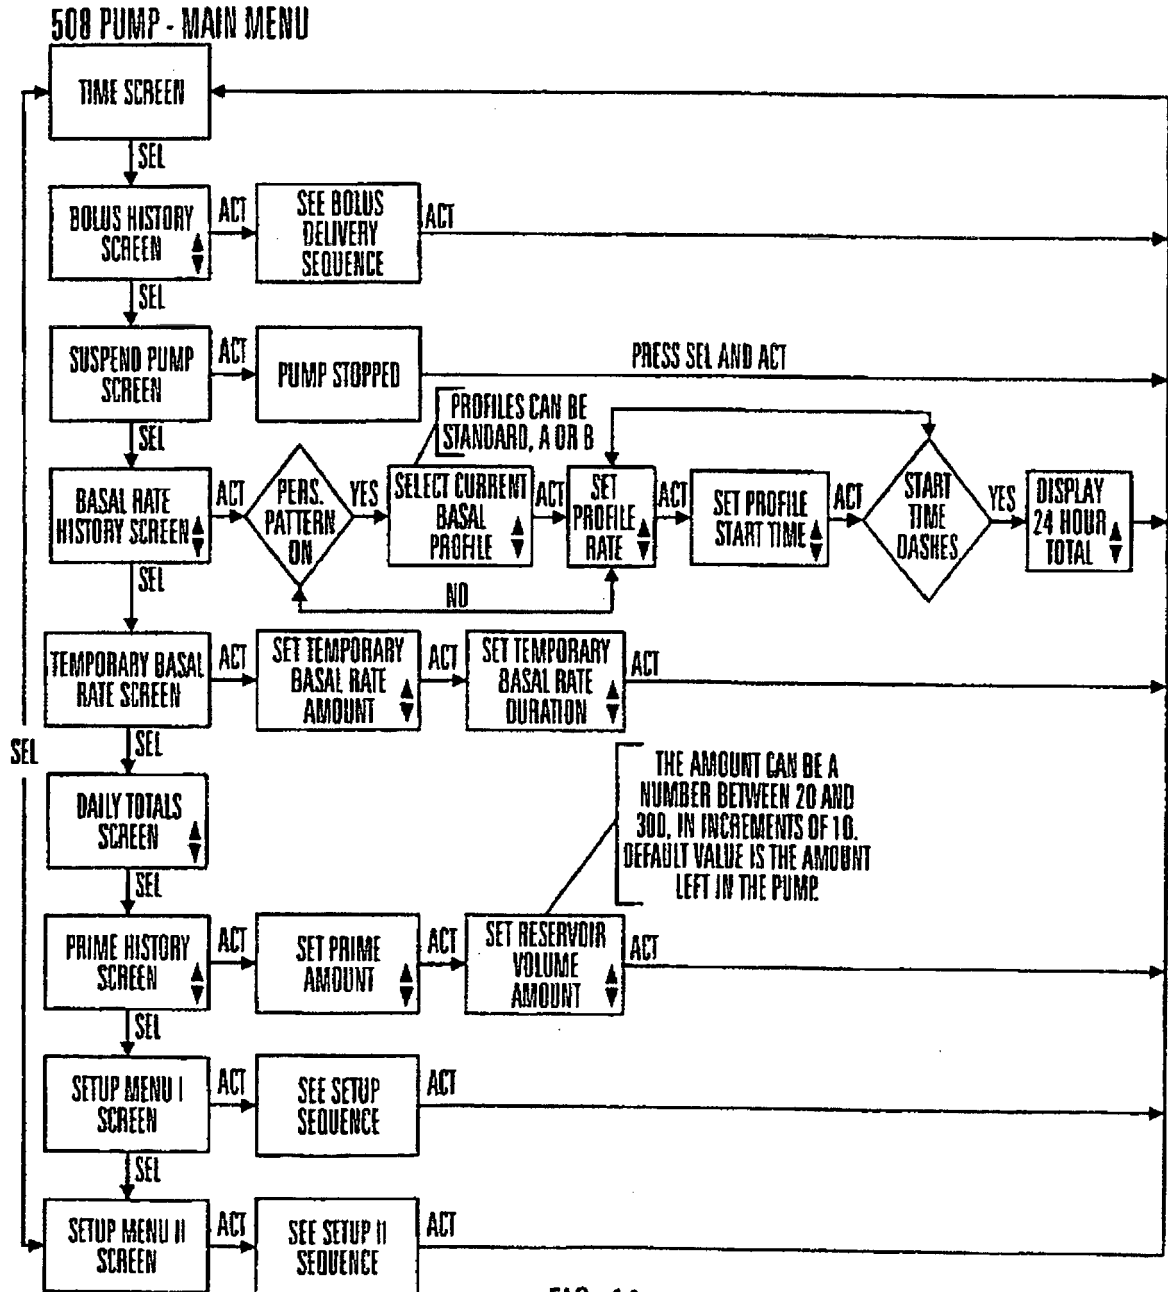 508 PUMP - MAIN MENU
TIME SCREEN
SEL
BOLUS HISTORY
SCREEN
ACT
SEE BOLUS
DELIVERY
SEQUENCE
ACT
SEL
SUSPEND PUMP
SCREEN
ACT
PUMP STOPPED
PRESS SEL AND ACT
PROFILES CAN BE
STANDARD, A OR B
SEL
BASAL RATE
HISTORY SCREEN
ACT
PERS.
PATTERN
ON
YES
SELECT CURRENT
BASAL
PROFILE
ACT
SET
PROFILE
RATE
ACT
SET PROFILE
START TIME
ACT
START
TIME
DASHES
YES
DISPLAY
24 HOUR
TOTAL
NO
SEL
TEMPORARY BASAL
RATE SCREEN
ACT
SET TEMPORARY
BASAL RATE
AMOUNT
ACT
SET TEMPORARY
BASAL RATE
DURATION
ACT
SEL
SEL
DAILY TOTALS
SCREEN
THE AMOUNT CAN BE A
NUMBER BETWEEN 20 AND
300, IN INCREMENTS OF 10.
DEFAULT VALUE IS THE AMOUNT
LEFT IN THE PUMP.
SEL
PRIME HISTORY
SCREEN
ACT
SET PRIME
AMOUNT
ACT
SET RESERVOIR
VOLUME
AMOUNT
ACT
SEL
SETUP MENU I
SCREEN
ACT
SEE SETUP
SEQUENCE
ACT
SEL
SETUP MENU II
SCREEN
ACT
SEE SETUP II
SEQUENCE
ACT